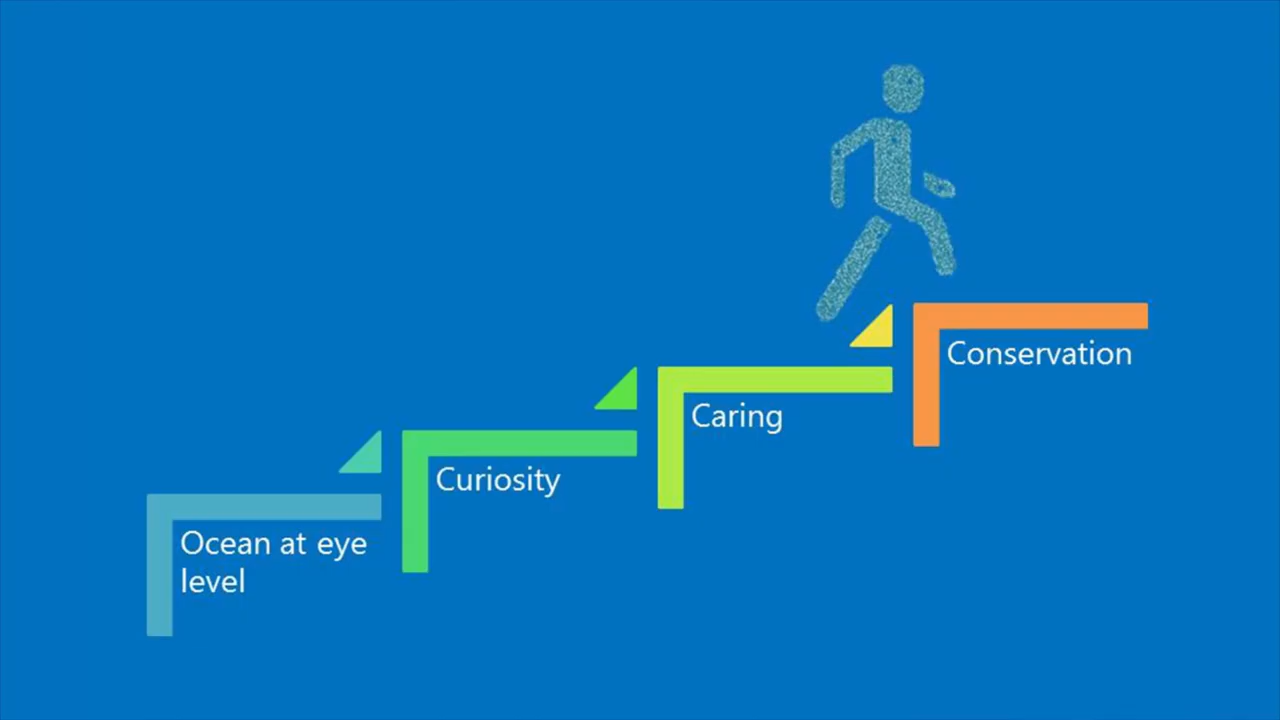 Ocean at eye
level
Curiosity
Caring
Conservation